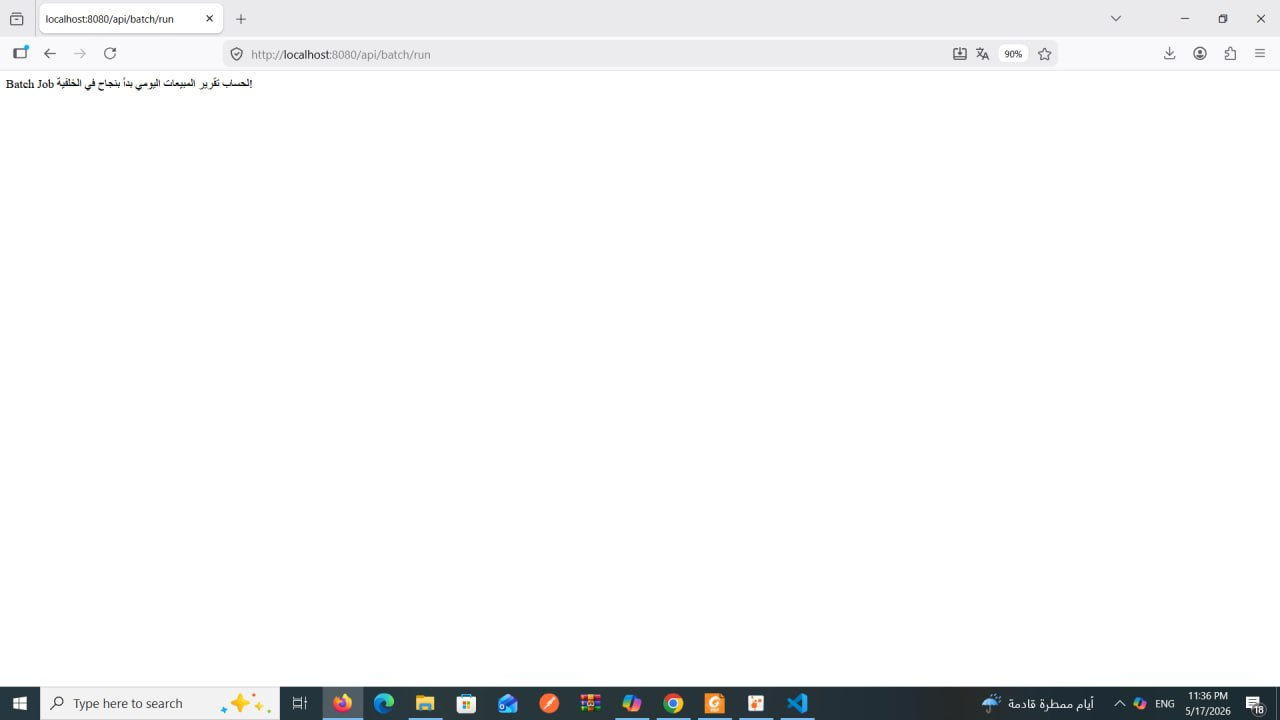 localhost:8080/api/batch/run
http://localhost:8080/api/batch/run
90%
Batch Job لحساب تقرير المبيعات اليومي بدأ بنجاح في الخلفية!
Type here to search
أيام ممطرة قادمة
ENG
11:36 PM
5/17/2026
18